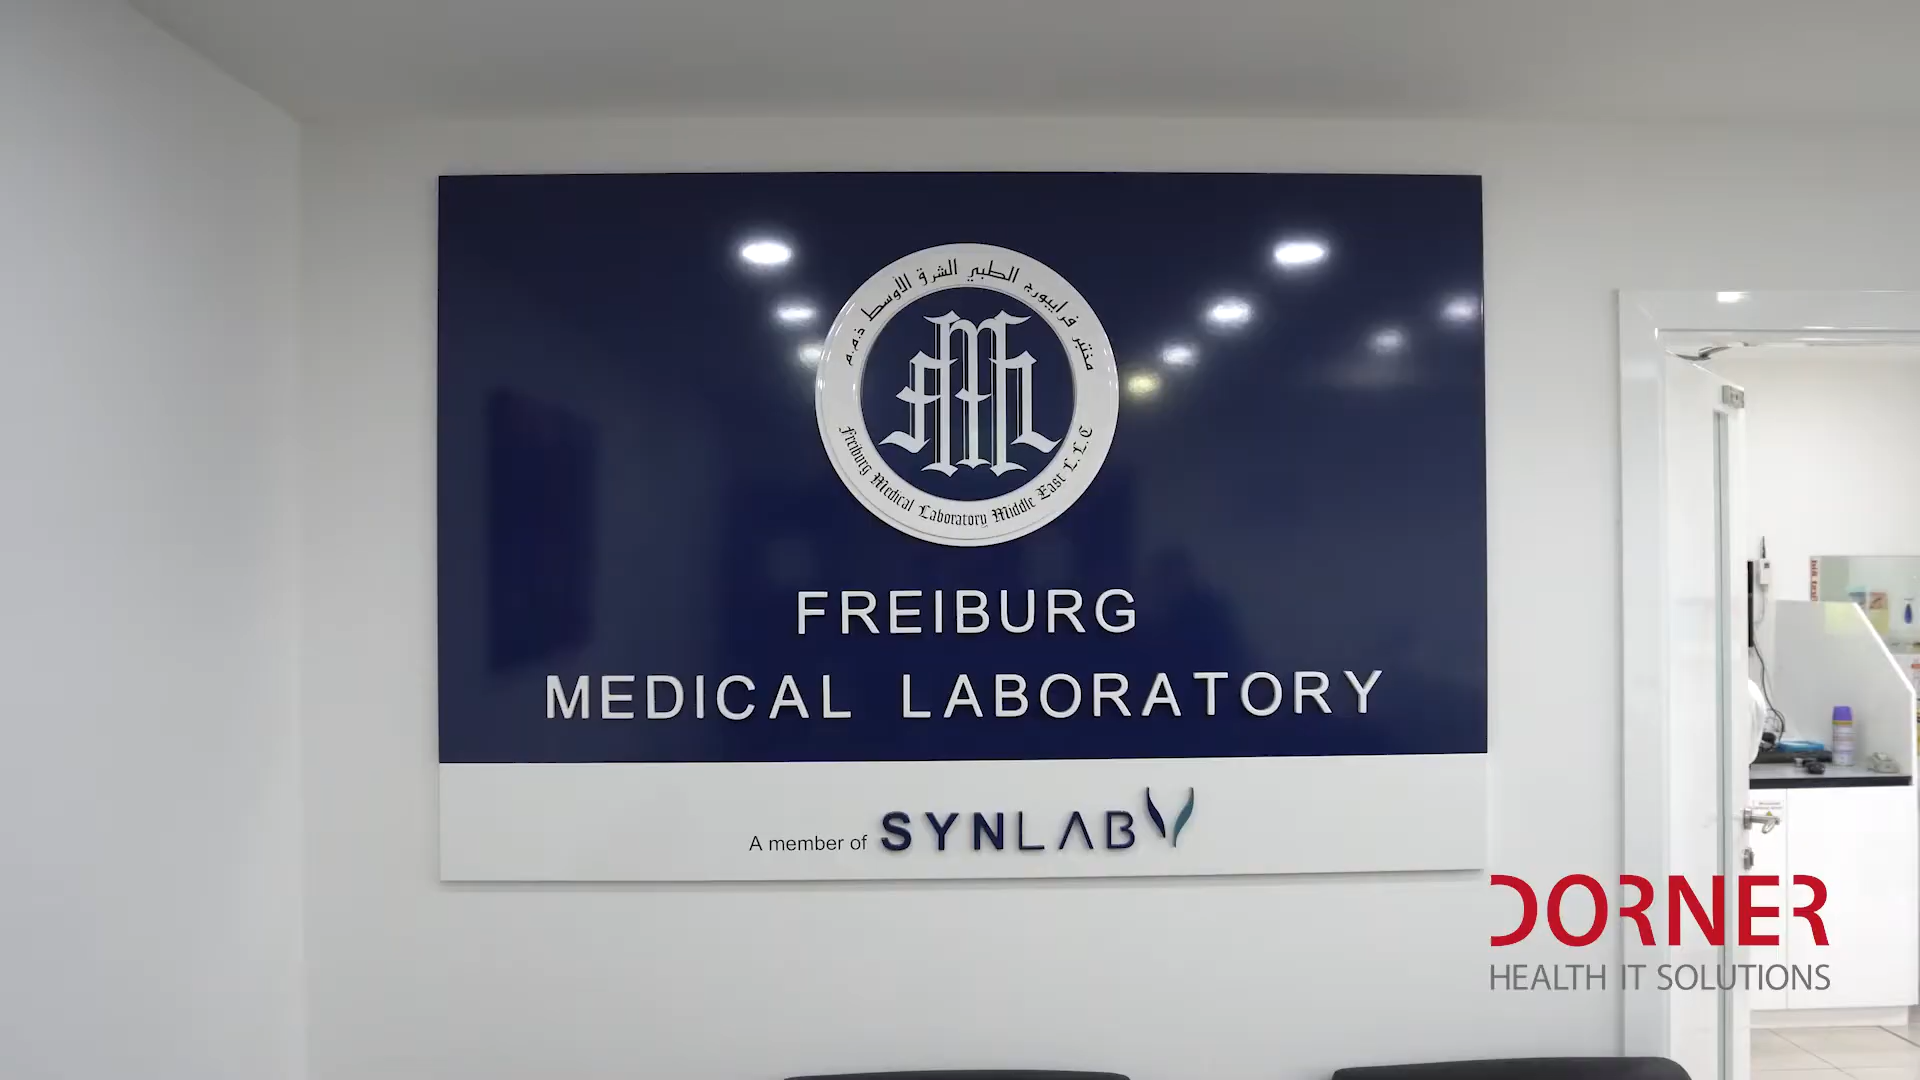 مختبر فرايبورج الطبي الشرق الأوسط ذ.م.م
Freiburg Medical Laboratory Middle East L.L.C
FREIBURG
MEDICAL LABORATORY
A member of SYNLAB
DORNER
HEALTH IT SOLUTIONS